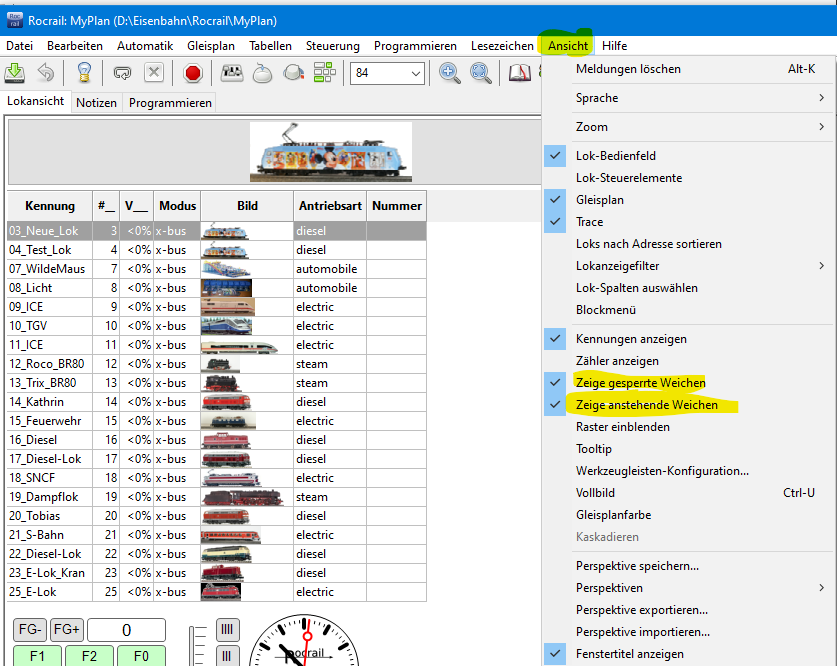 Roc
rail
Rocrail: MyPlan (D:\Eisenbahn\Rocrail\MyPlan)
Datei Bearbeiten Automatik Gleisplan Tabellen Steuerung Programmieren Lesezeichen Ansicht Hilfe
84
Lokansicht Notizen Programmieren
Kennung #__ V___ Modus Bild Antriebsart Nummer
03_Neue_Lok 3 <0% x-bus diesel
04_Test_Lok 4 <0% x-bus diesel
07_WildeMaus 7 <0% x-bus automobile
08_Licht 8 <0% x-bus automobile
09_ICE 9 <0% x-bus electric
10_TGV 10 <0% x-bus electric
11_ICE 11 <0% x-bus electric
12_Roco_BR80 12 <0% x-bus steam
13_Trix_BR80 13 <0% x-bus steam
14_Kathrin 14 <0% x-bus diesel
15_Feuerwehr 15 <0% x-bus electric
16_Diesel 16 <0% x-bus diesel
17_Diesel-Lok 17 <0% x-bus diesel
18_SNCF 18 <0% x-bus electric
19_Dampflok 19 <0% x-bus steam
20_Tobias 20 <0% x-bus diesel
21_S-Bahn 21 <0% x-bus electric
22_Diesel-Lok 22 <0% x-bus diesel
23_E-Lok_Kran 23 <0% x-bus diesel
25_E-Lok 25 <0% x-bus electric
FG- FG+ 0 IIII
F1 F2 F0 III
rocrail
Meldungen löschen Alt-K
Sprache
Zoom
Lok-Bedienfeld
Lok-Steuerelemente
Gleisplan
Trace
Loks nach Adresse sortieren
Lokanzeigefilter
Lok-Spalten auswählen
Blockmenü
Kennungen anzeigen
Zähler anzeigen
Zeige gesperrte Weichen
Zeige anstehende Weichen
Raster einblenden
Tooltip
Werkzeugleisten-Konfiguration...
Vollbild Ctrl-U
Gleisplanfarbe
Kaskadieren
Perspektive speichern...
Perspektiven
Perspektive exportieren...
Perspektive importieren...
Fenstertitel anzeigen